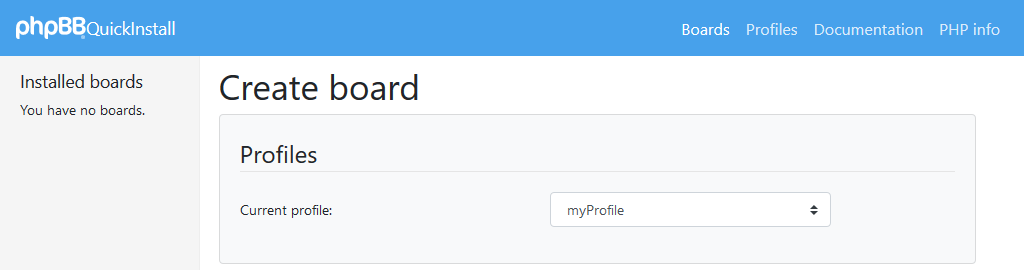 phpBB QuickInstall
Boards Profiles Documentation PHP info
Installed boards
You have no boards.
Create board
Profiles
Current profile:
myProfile